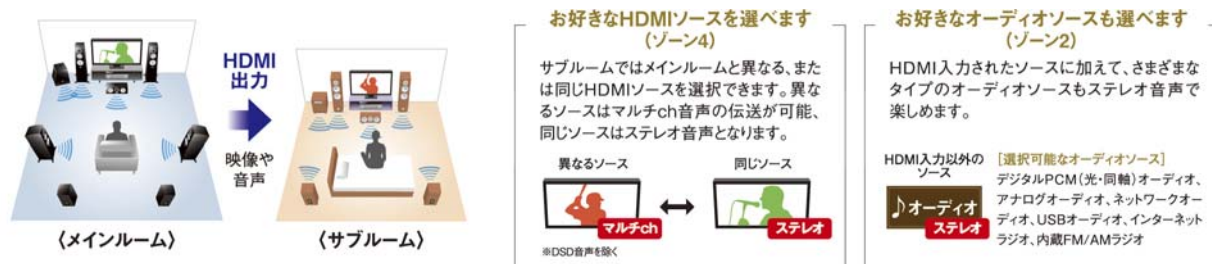 HDMI
出力
映像や
音声
〈メインルーム〉
〈サブルーム〉
お好きなHDMIソースを選べます
(ゾーン4)
サブルームではメインルームと異なる、また
は同じHDMIソースを選択できます。異な
るソースはマルチch音声の伝送が可能、
同じソースはステレオ音声となります。
異なるソース
同じソース
マルチch
ステレオ
※DSD音声を除く
お好きなオーディオソースも選べます
(ゾーン2)
HDMI入力されたソースに加えて、さまざまな
タイプのオーディオソースもステレオ音声で
楽しめます。
HDMI入力以外の
ソース
♪オーディオ
ステレオ
[選択可能なオーディオソース]
デジタルPCM(光・同軸)オーディオ、
アナログオーディオ、ネットワークオー
ディオ、USBオーディオ、インターネット
ラジオ、内蔵FM/AMラジオ